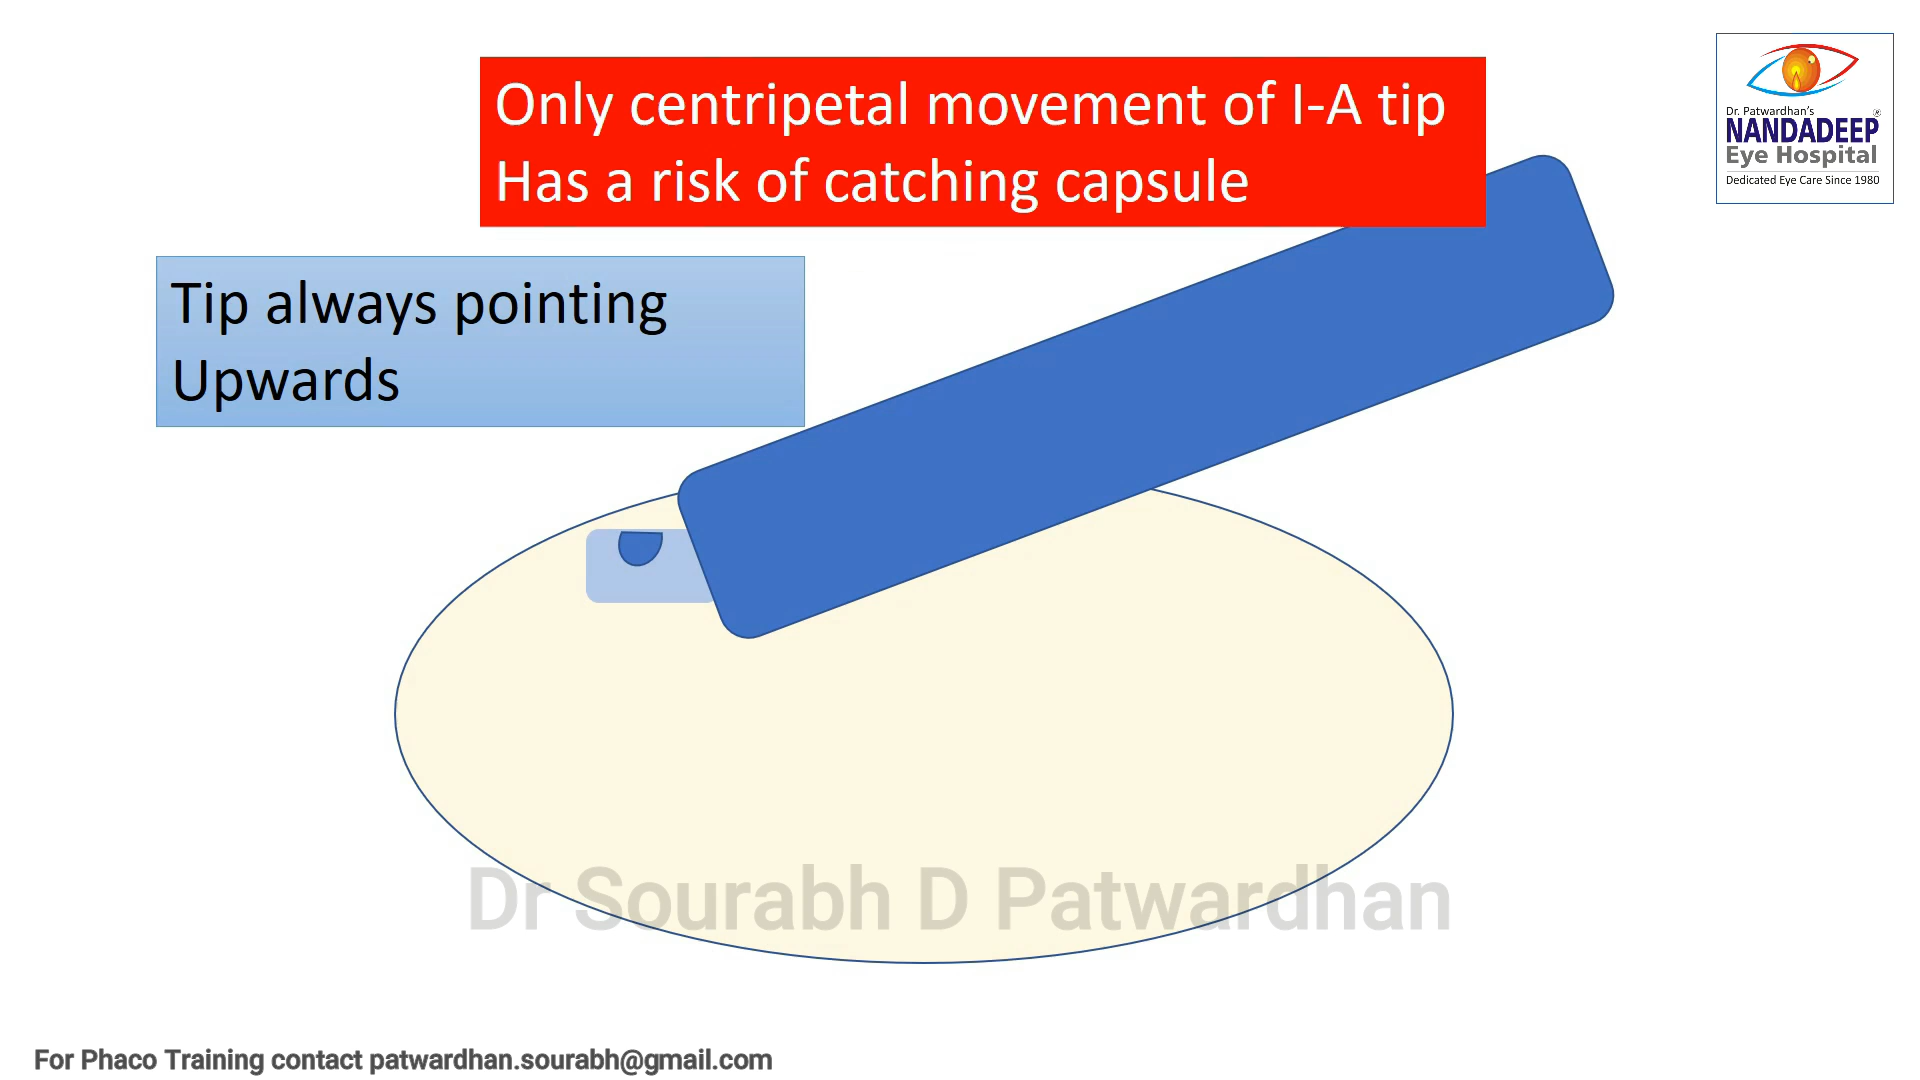 Only centripetal movement of I-A tip
Has a risk of catching capsule
Dr. Patwardhan's
NANDADEEP®
Eye Hospital
Dedicated Eye Care Since 1980
Tip always pointing
Upwards
Dr Sourabh D Patwardhan
For Phaco Training contact patwardhan.sourabh@gmail.com